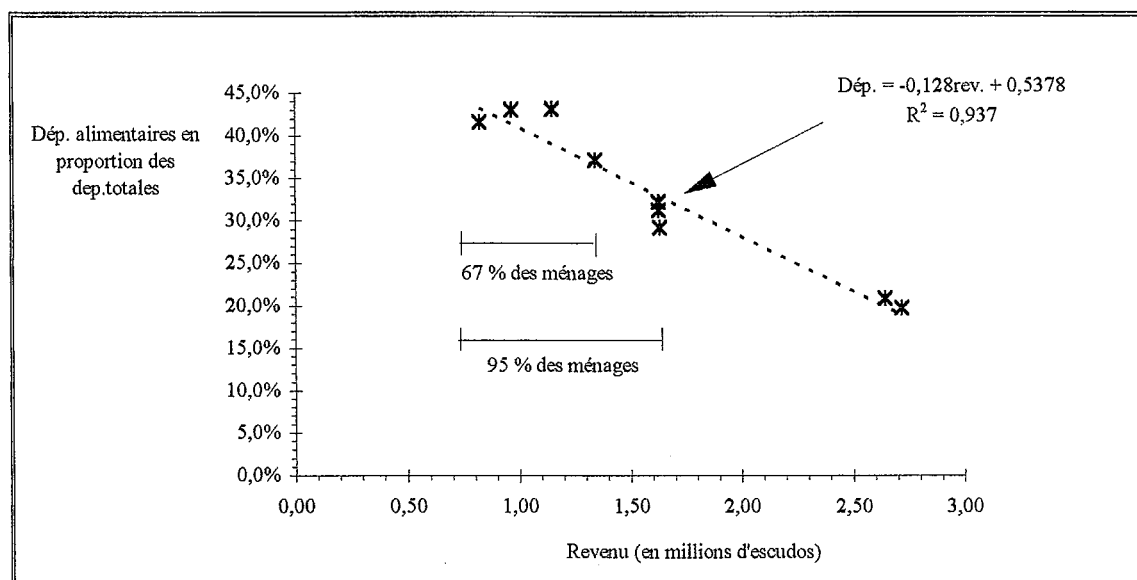 Dép. = -0,128rev. + 0,5378
R² = 0,937
Dép. alimentaires en
proportion des
dep.totales
45,0%
40,0%
35,0%
30,0%
25,0%
20,0%
15,0%
10,0%
5,0%
0,0%
67 % des ménages
95 % des ménages
0,00
0,50
1,00
1,50
2,00
2,50
3,00
Revenu (en millions d'escudos)